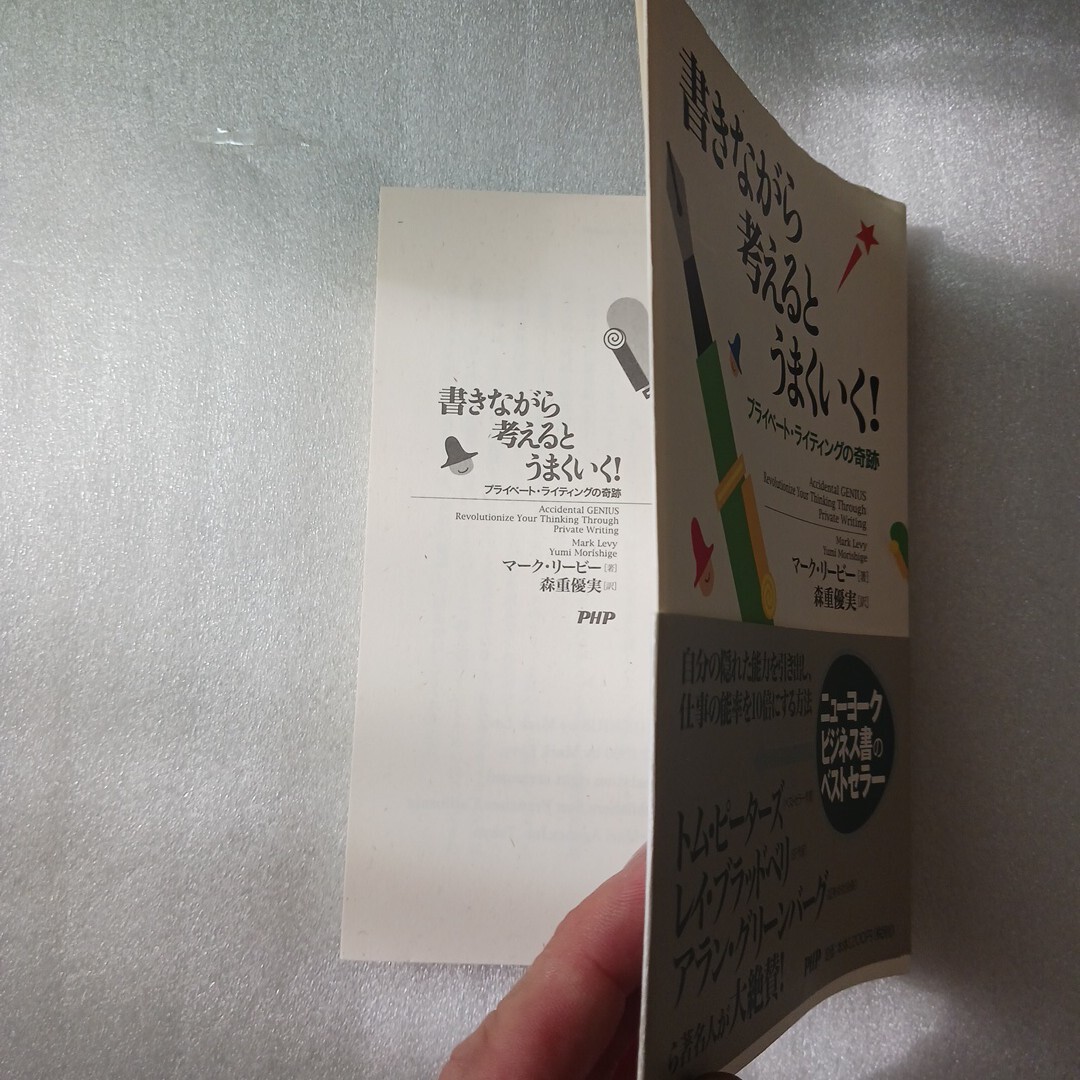 書きながら
考えると
うまくいく!
プライベート・ライティングの奇跡
Accidental GENIUS
Revolutionize Your Thinking Through
Private Writing
Mark Levy
Yumi Morishige
マーク・リービー[著]
森重優実[訳]
PHP
書きながら
考えると
うまくいく!
プライベート・ライティングの奇跡
Accidental GENIUS
Revolutionize Your Thinking Through
Private Writing
Mark Levy
Yumi Morishige
マーク・リービー[著]
森重優実[訳]
自分の隠れた能力を引き出し、
仕事の能率を10倍にする方法
ニューヨーク
ビジネス書の
ベストセラー
トム・ピーターズ
レイ・ブラッドベリ
アラン・グリーンバーグ
ら著名人が大絶賛!
PHP